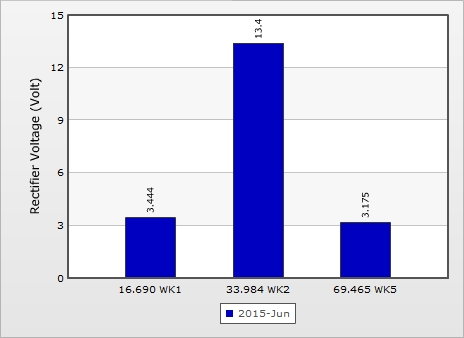 15
12
9
6
3
0
Rectifier Voltage (Volt)
3.444
13.4
3.175
16.690 WK1
33.984 WK2
69.465 WK5
2015-Jun